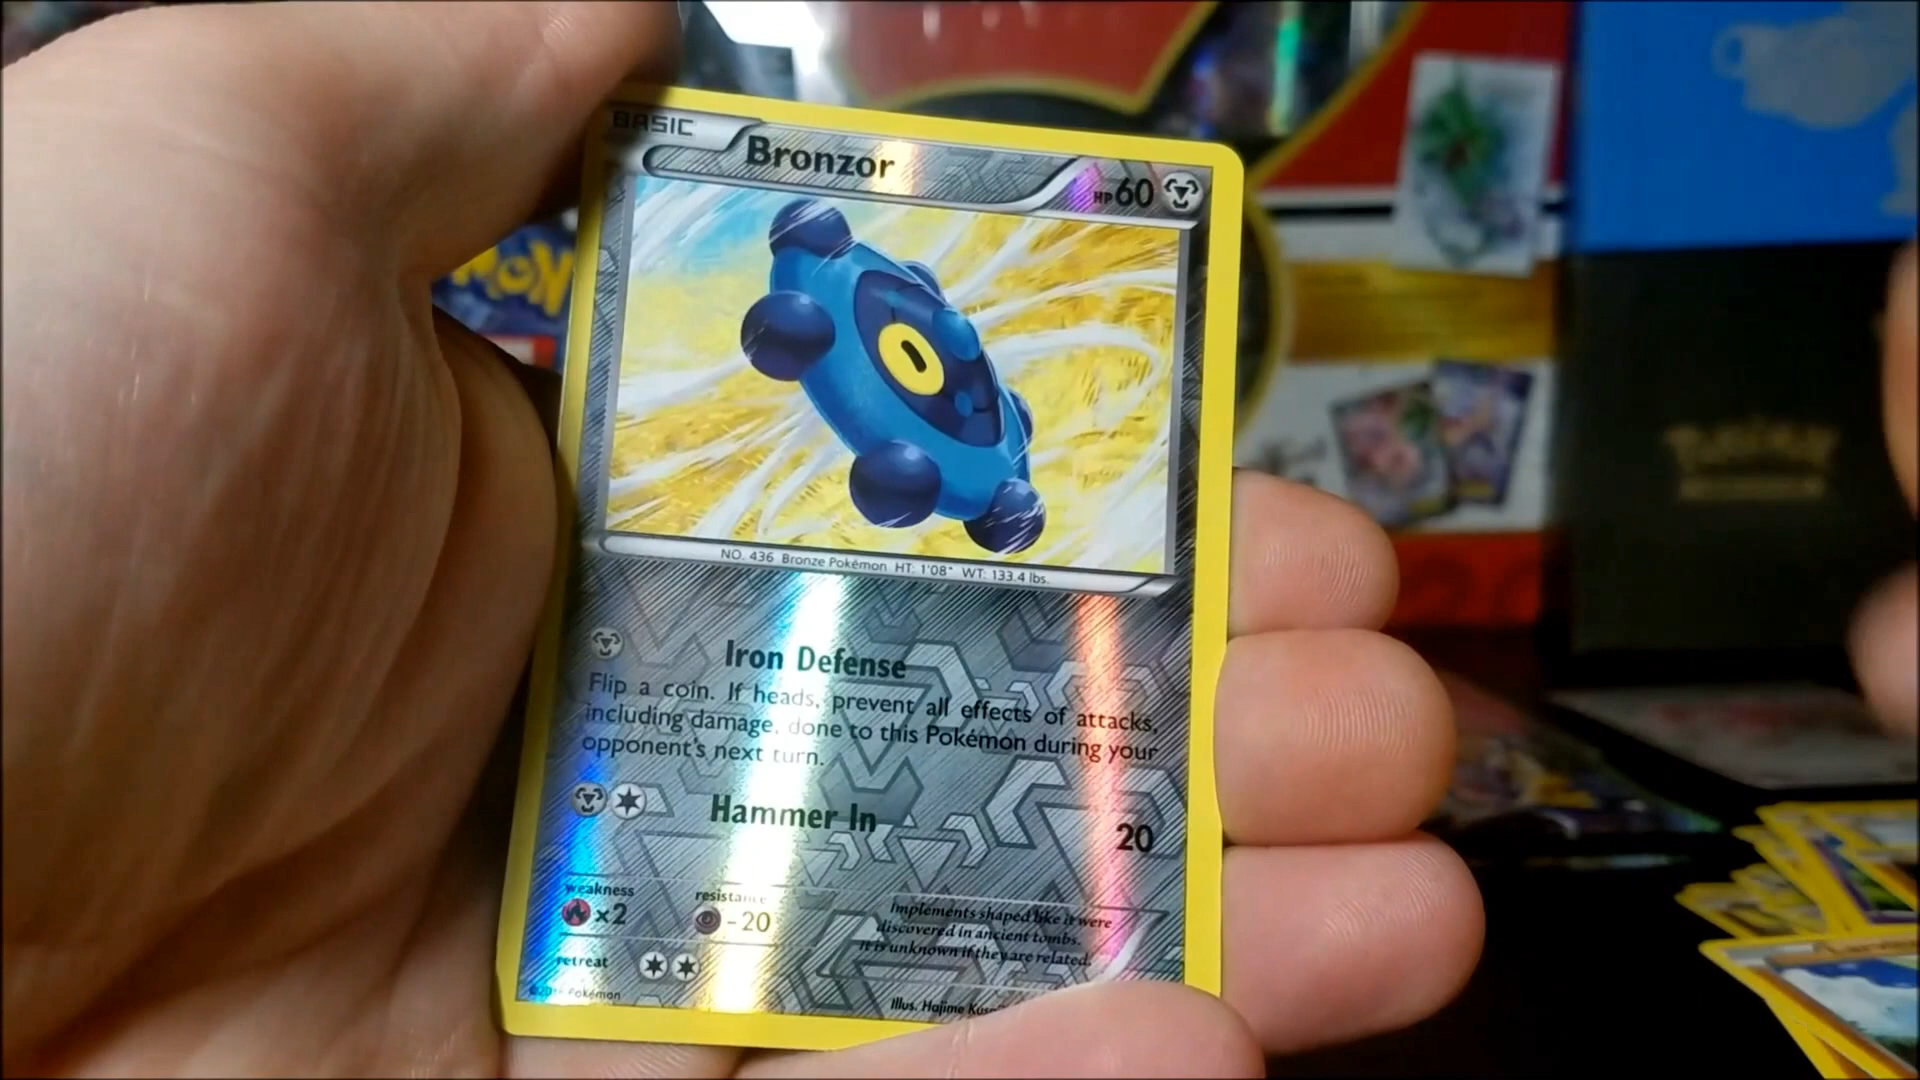 BASIC
Bronzor
HP60
NO. 436 Bronze Pokémon HT: 1'08" WT: 133.4 lbs.
Iron Defense
Flip a coin. If heads, prevent all effects of attacks,
including damage, done to this Pokémon during your
opponent's next turn.
Hammer In
20
weakness
×2
resistance
-20
Implements shaped like it were
discovered in ancient tombs.
It is unknown if they are related.
retreat
Pokémon
Illus. Hajime
Pokémon